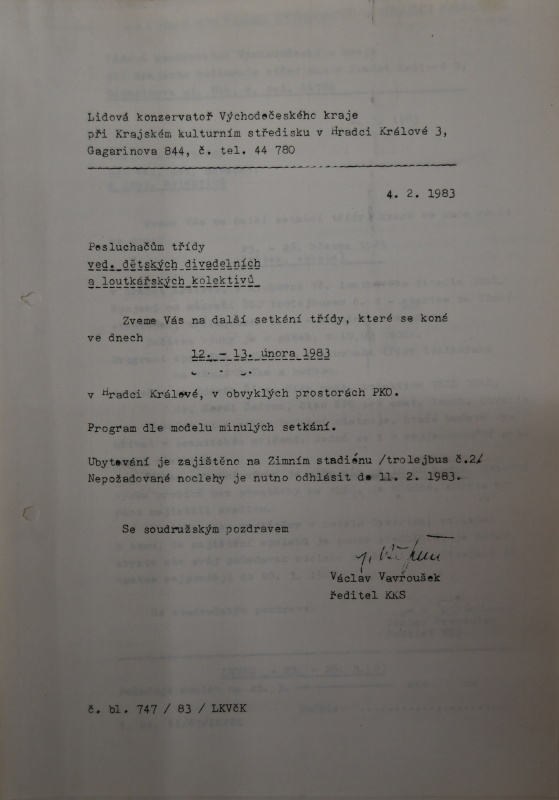 Lidová konzervatoř Východočeského kraje
při Krajském kulturním středisku v Hradci Králové 3,
Gagarinova 844, č. tel. 44 780
4. 2. 1983
Posluchačům třídy
ved. dětských divadelních
a loutkářských kolektivů
Zveme Vás na další setkání třídy, které se koná
ve dnech
12. - 13. února 1983
v Hradci Králové, v obvyklých prostorách PKO.
Program dle modelu minulých setkání.
Ubytování je zajištěno na Zimním stadiónu /trolejbus č.2/
Nepožadované noclehy je nutno odhlásit do 11. 2. 1983.
Se soudružským pozdravem
Václav Vavroušek
ředitel KKS
č. bl. 747 / 83 / LKVčK